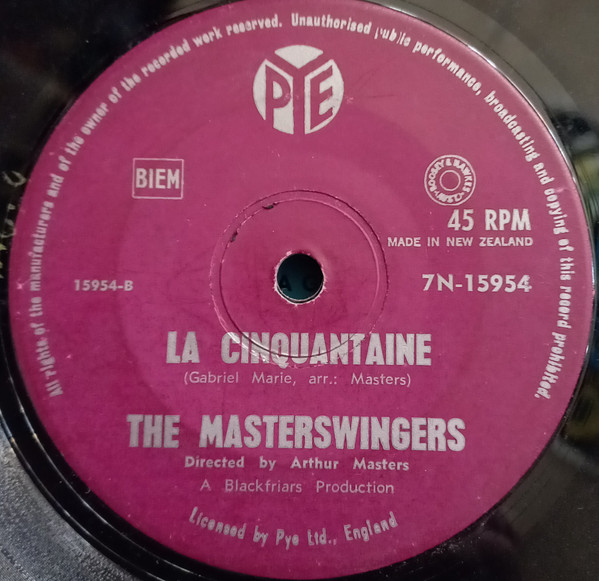 All rights of the manufacturers and of the owner of the recorded work reserved. Unauthorised public performance, broadcasting and copying of this record prohibited.
PYE
BIEM
BOOSEY & HAWKES
45 RPM
MADE IN NEW ZEALAND
15954-B
7N-15954
LA CINQUANTAINE
(Gabriel Marie, arr.: Masters)
THE MASTERSWINGERS
Directed by Arthur Masters
A Blackfriars Production
Licensed by Pye Ltd., England